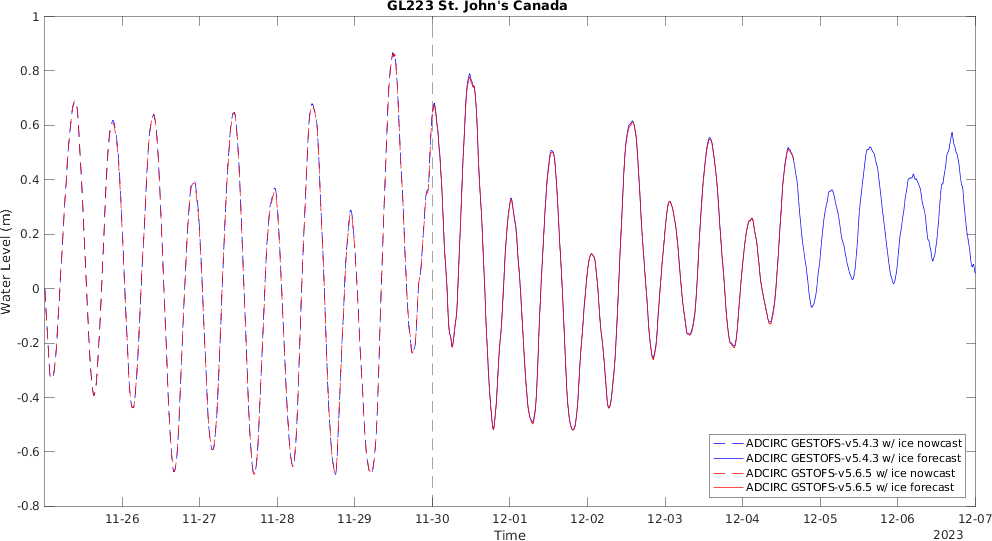 GL223 St. John's Canada
Water Level (m)
1
0.8
0.6
0.4
0.2
0
-0.2
-0.4
-0.6
-0.8
ADCIRC GESTOFS-v5.4.3 w/ ice nowcast
ADCIRC GESTOFS-v5.4.3 w/ ice forecast
ADCIRC GSTOFS-v5.6.5 w/ ice nowcast
ADCIRC GSTOFS-v5.6.5 w/ ice forecast
11-26 11-27 11-28 11-29 11-30 12-01 12-02 12-03 12-04 12-05 12-06 12-07
Time
2023